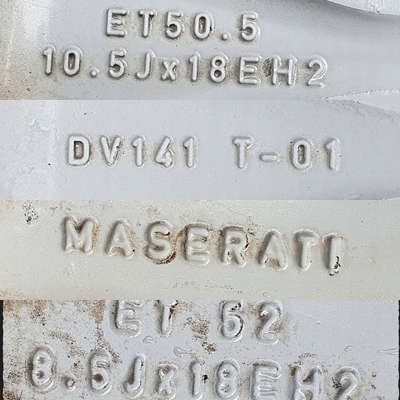 ET50.5
10.5Jx18EH2
DV141 T-01
MASERATI
ET 52
8.5Jx18EH2